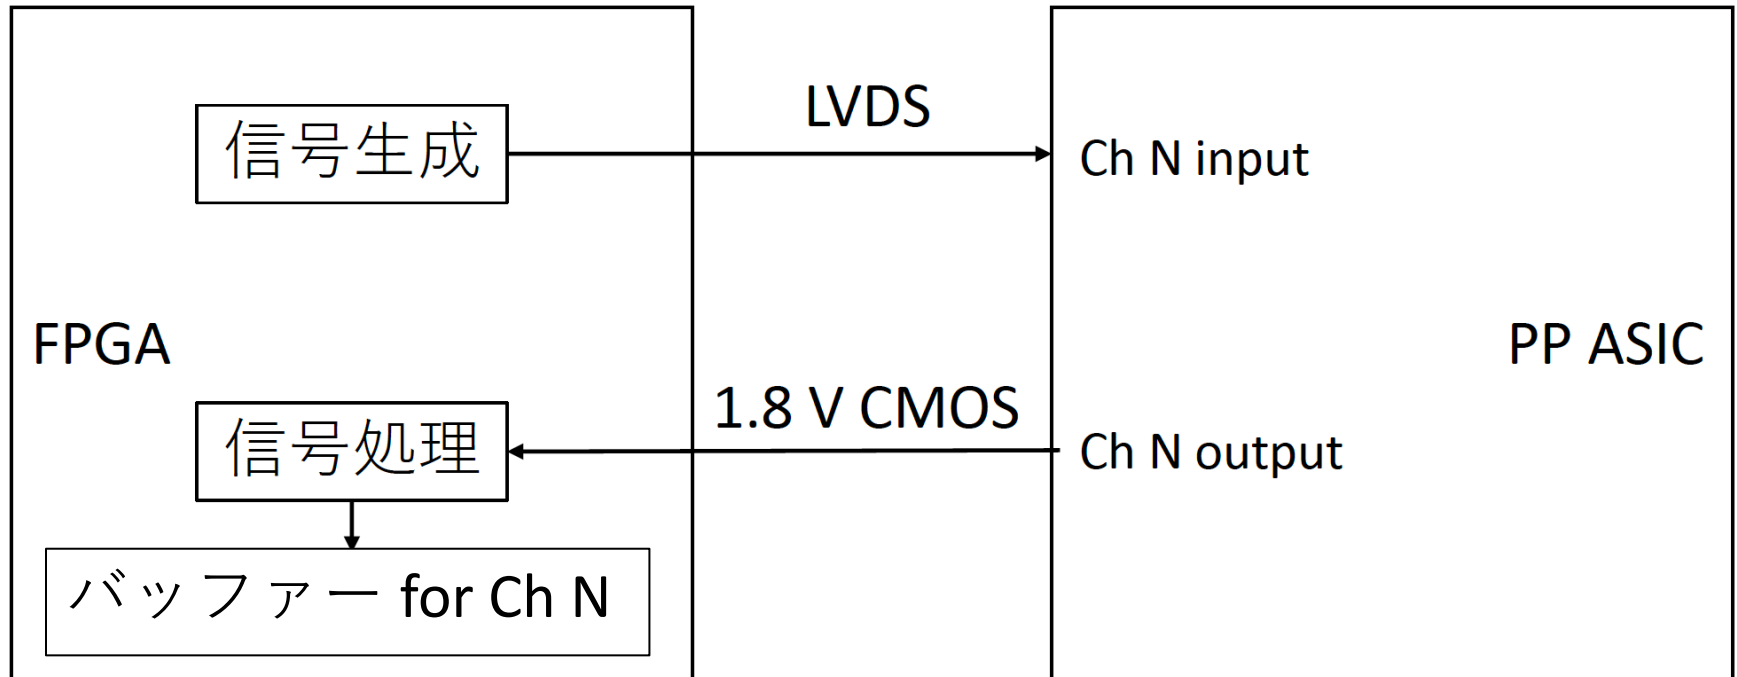 信号生成
LVDS
Ch N input
FPGA
PP ASIC
信号処理
1.8 V CMOS
Ch N output
バッファー for Ch N